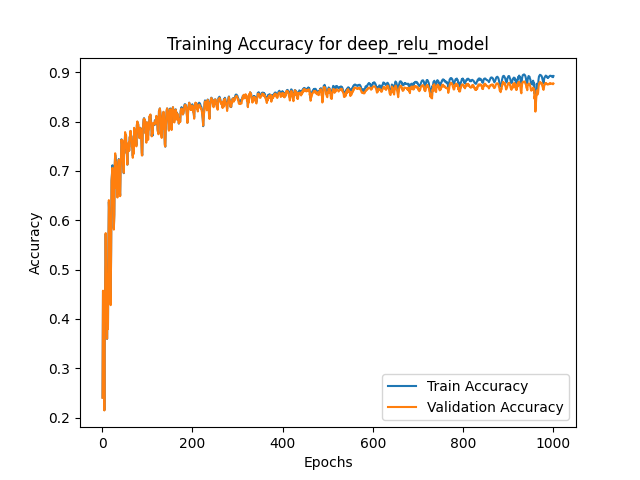 Training Accuracy for deep_relu_model
0.9
0.8
0.7
0.6
0.5
0.4
0.3
0.2
Accuracy
0 200 400 600 800 1000
Epochs
Train Accuracy
Validation Accuracy